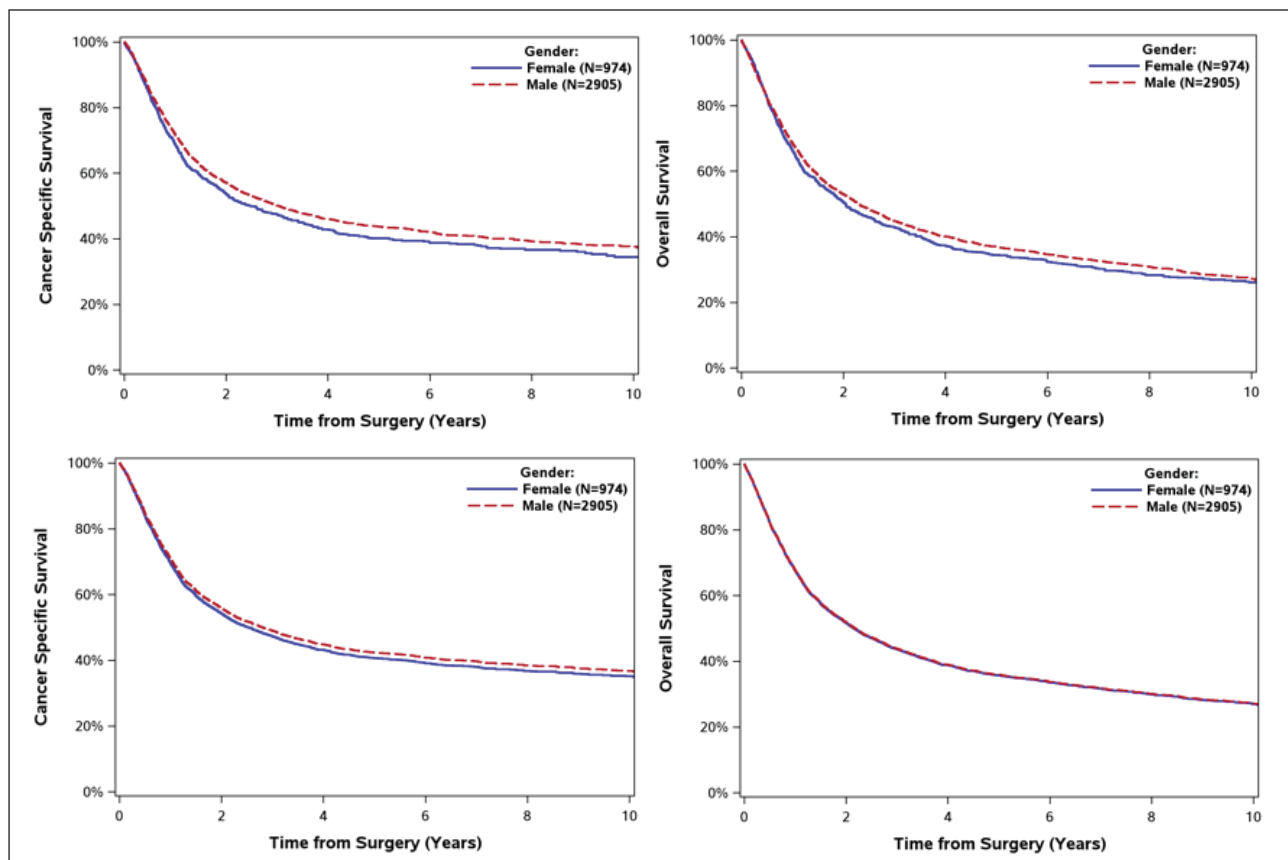 100%
80%
60%
40%
20%
0%
Cancer Specific Survival
Gender:
Female (N=974)
Male (N=2905)
0 2 4 6 8 10
Time from Surgery (Years)
100%
80%
60%
40%
20%
0%
Overall Survival
Gender:
Female (N=974)
Male (N=2905)
0 2 4 6 8 10
Time from Surgery (Years)
100%
80%
60%
40%
20%
0%
Cancer Specific Survival
Gender:
Female (N=974)
Male (N=2905)
0 2 4 6 8 10
Time from Surgery (Years)
100%
80%
60%
40%
20%
0%
Overall Survival
Gender:
Female (N=974)
Male (N=2905)
0 2 4 6 8 10
Time from Surgery (Years)